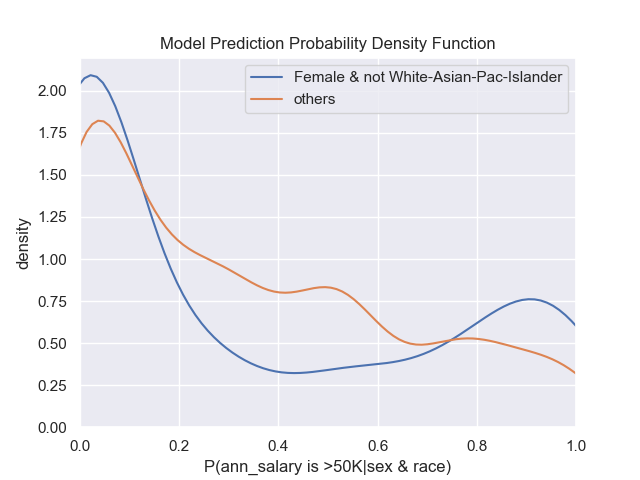 Model Prediction Probability Density Function
Female & not White-Asian-Pac-Islander
others
density
2.00
1.75
1.50
1.25
1.00
0.75
0.50
0.25
0.00
0.0 0.2 0.4 0.6 0.8 1.0
P(ann_salary is >50K|sex & race)